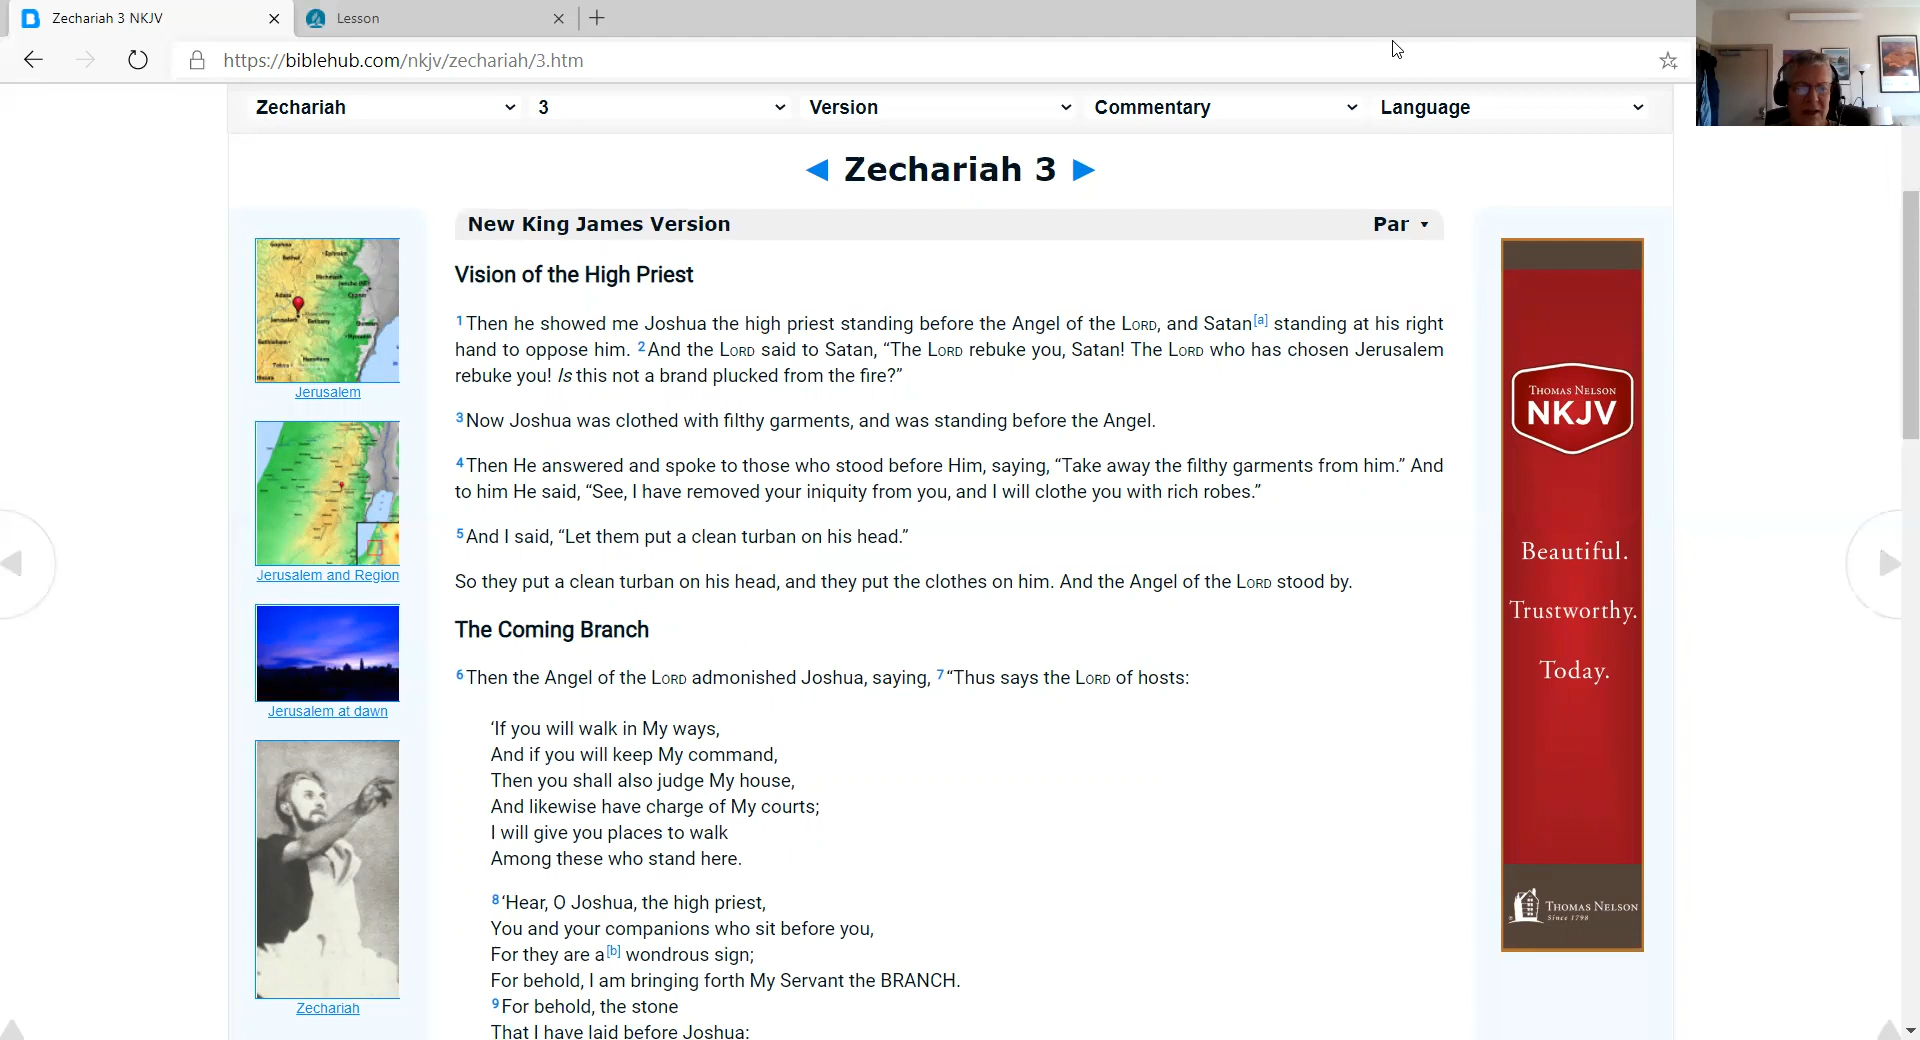 Zechariah 3 NKJV
Lesson
https://biblehub.com/nkjv/zechariah/3.htm
Zechariah 3 Version Commentary Language
Zechariah 3
New King James Version Par
Vision of the High Priest
1 Then he showed me Joshua the high priest standing before the Angel of the LORD, and Satan[a] standing at his right
hand to oppose him. 2 And the LORD said to Satan, “The LORD rebuke you, Satan! The LORD who has chosen Jerusalem
rebuke you! Is this not a brand plucked from the fire?”
3 Now Joshua was clothed with filthy garments, and was standing before the Angel.
4 Then He answered and spoke to those who stood before Him, saying, “Take away the filthy garments from him.” And
to him He said, “See, I have removed your iniquity from you, and I will clothe you with rich robes.”
5 And I said, “Let them put a clean turban on his head.”
So they put a clean turban on his head, and they put the clothes on him. And the Angel of the LORD stood by.
The Coming Branch
6 Then the Angel of the LORD admonished Joshua, saying, 7 “Thus says the LORD of hosts:
‘If you will walk in My ways,
And if you will keep My command,
Then you shall also judge My house,
And likewise have charge of My courts;
I will give you places to walk
Among these who stand here.
8 ‘Hear, O Joshua, the high priest,
You and your companions who sit before you,
For they are a[b] wondrous sign;
For behold, I am bringing forth My Servant the BRANCH.
9 For behold, the stone
That I have laid before Joshua:
Jerusalem
Jerusalem and Region
Jerusalem at dawn
Zechariah
THOMAS NELSON
NKJV
Beautiful.
Trustworthy.
Today.
THOMAS NELSON
Since 1798